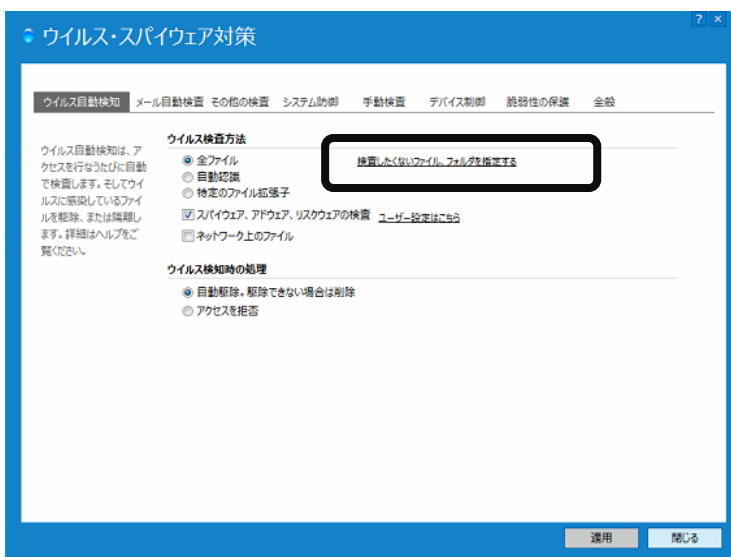 ? ×
ウイルス・スパイウェア対策
ウイルス自動検知 メール自動検査 その他の検査 システム防御 手動検査 デバイス制御 脆弱性の保護 全般
ウイルス自動検知は、ア
クセスを行なうたびに自動
で検査します。そしてウイ
ルスに感染しているファイ
ルを駆除、または隔離し
ます。詳細はヘルプをご
覧ください。
ウイルス検査方法
全ファイル
検査したくないファイル、フォルダを指定する
自動認識
特定のファイル拡張子
スパイウェア、アドウェア、リスクウェアの検査 ユーザー設定はこちら
ネットワーク上のファイル
ウイルス検知時の処理
自動駆除。駆除できない場合は削除
アクセスを拒否
適用 閉じる